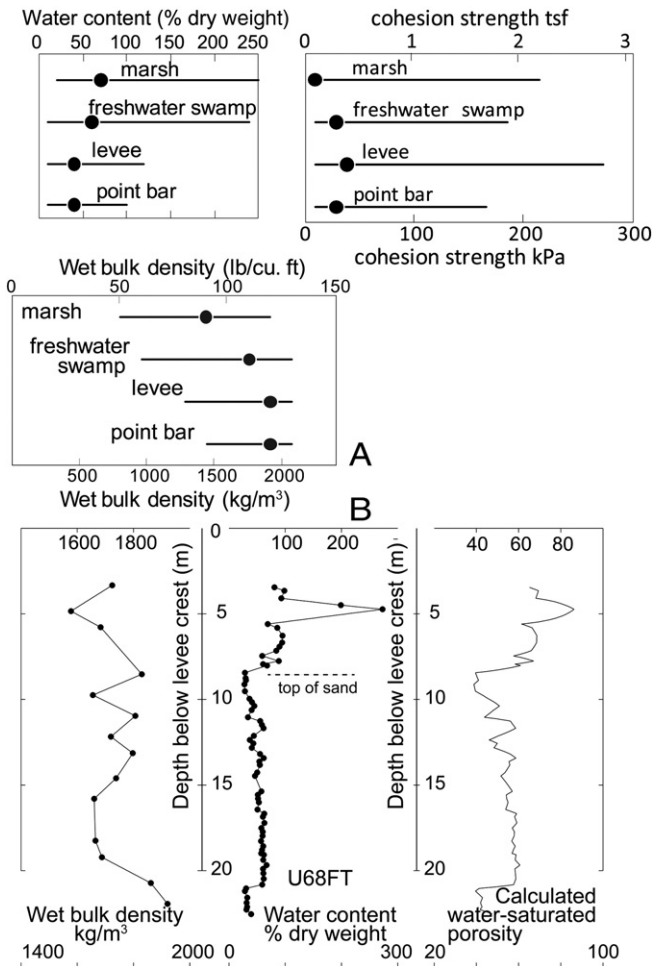 Water content (% dry weight)
0 50 100 150 200 250
marsh
freshwater swamp
levee
point bar
cohesion strength tsf
0 1 2 3
marsh
freshwater swamp
levee
point bar
0 100 200 300
cohesion strength kPa
Wet bulk density (lb/cu. ft)
0 50 100 150
marsh
freshwater
swamp
levee
point bar
500 1000 1500 2000
Wet bulk density (kg/m³)
A
B
1600 1800
Depth below levee crest (m)
0
5
10
15
20
Wet bulk density
kg/m³
1400 2000
100 200
top of sand
U68FT
Water content
% dry weight
0 300
Depth below levee crest (m)
5
10
15
20
40 60 80
Calculated
water-saturated
porosity
20 100